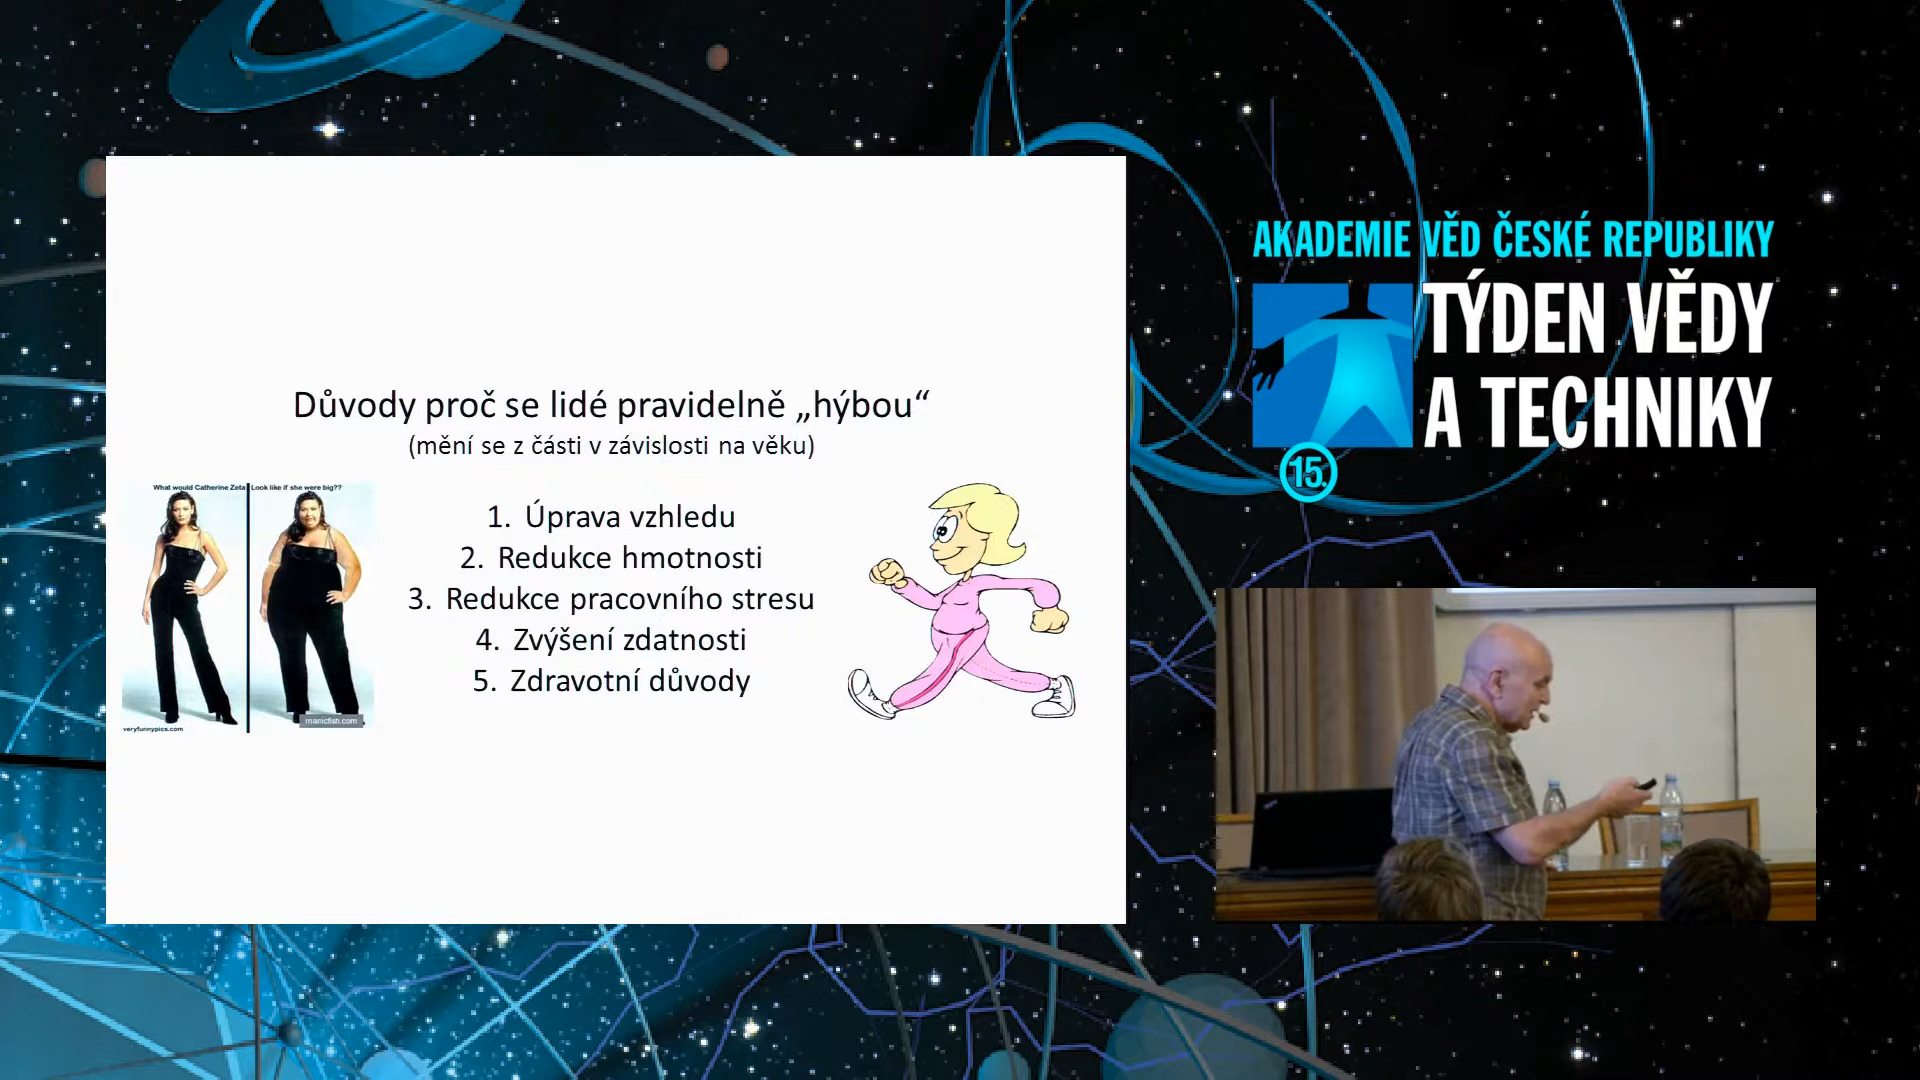 Důvody proč se lidé pravidelně „hýbou“
(mění se z části v závislosti na věku)
What would Catherine Zeta Look like if she were big??
1. Úprava vzhledu
2. Redukce hmotnosti
3. Redukce pracovního stresu
4. Zvýšení zdatnosti
5. Zdravotní důvody
manicfish.com
veryfunnypics.com
AKADEMIE VĚD ČESKÉ REPUBLIKY
TÝDEN VĚDY
A TECHNIKY
15.